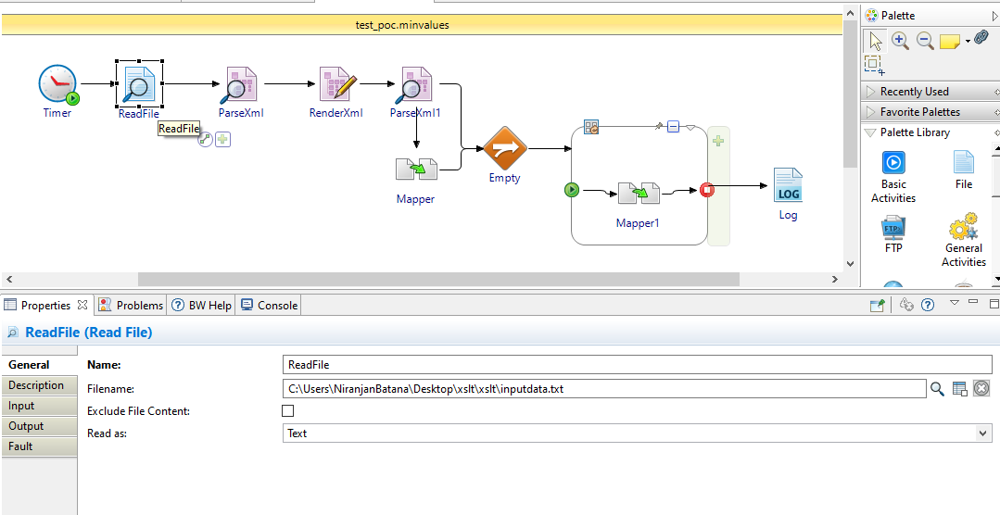 test_poc.minvalues
Timer
ReadFile
ReadFile
ParseXml
RenderXml
ParseXml1
Mapper
Empty
Mapper1
LOG
Log
Palette
Recently Used
Favorite Palettes
Palette Library
Basic
Activities
File
FTP
FTP
General
Activities
Properties
Problems
BW Help
Console
ReadFile (Read File)
General
Description
Input
Output
Fault
Name:
ReadFile
Filename:
C:\Users\NiranjanBatana\Desktop\xslt\xslt\inputdata.txt
Exclude File Content:
Read as:
Text